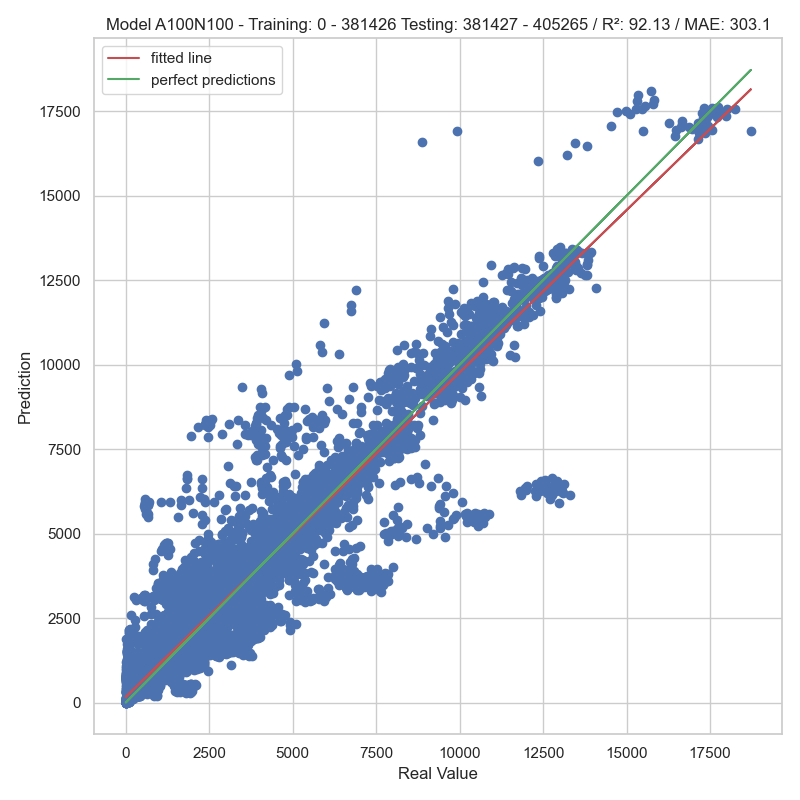 Model A100N100 - Training: 0 - 381426 Testing: 381427 - 405265 / R²: 92.13 / MAE: 303.1
fitted line
perfect predictions
17500
15000
12500
10000
7500
5000
2500
0
Prediction
0 2500 5000 7500 10000 12500 15000 17500
Real Value